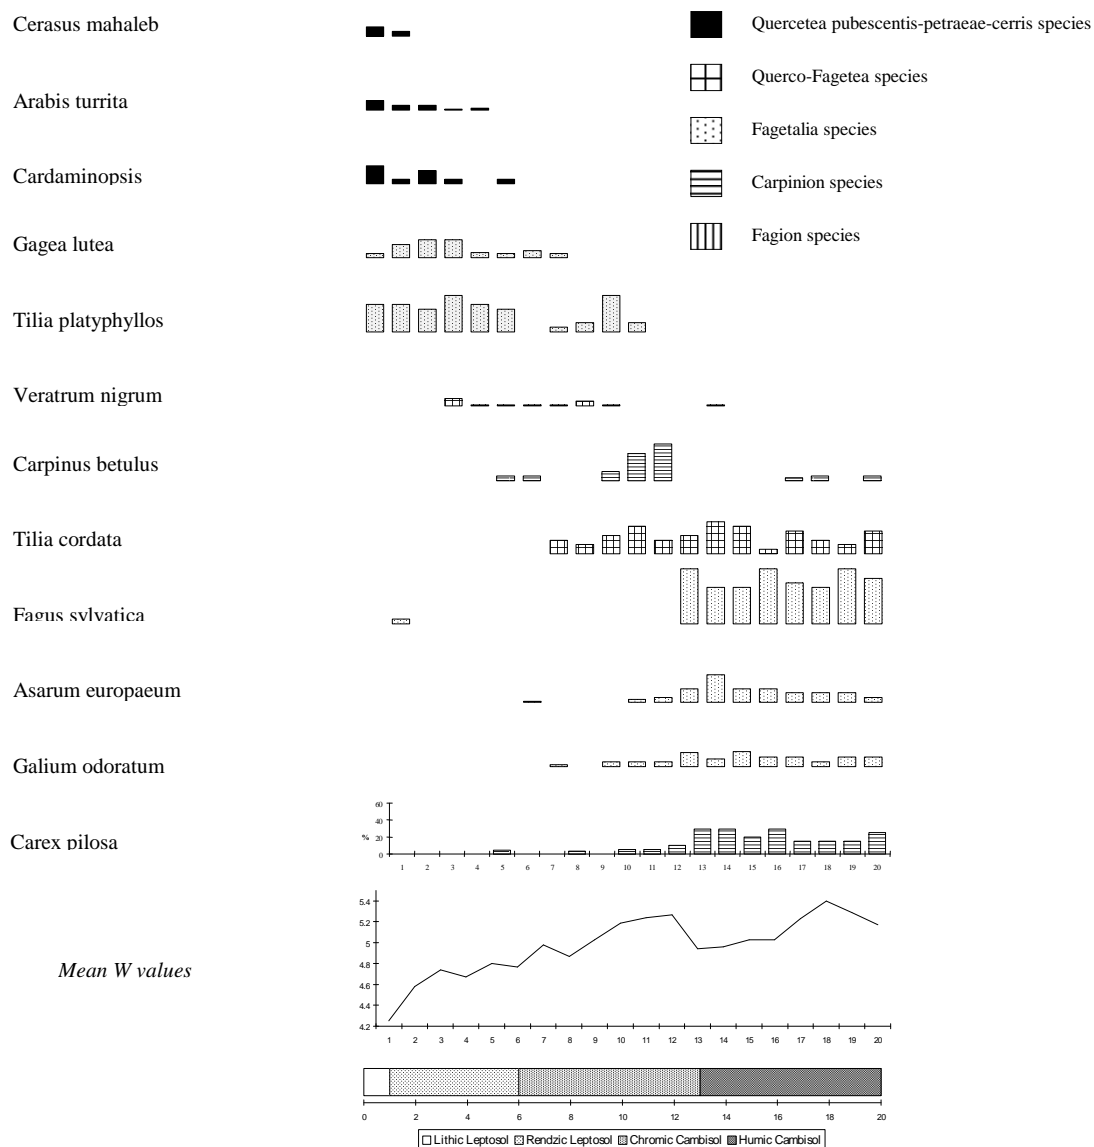 Cerasus mahaleb
Quercetea pubescentis-petraeae-cerris species
Querco-Fagetea species
Arabis turrita
Fagetalia species
Cardaminopsis
Carpinion species
Gagea lutea
Fagion species
Tilia platyphyllos
Veratrum nigrum
Carpinus betulus
Tilia cordata
Fagus sylvatica
Asarum europaeum
Galium odoratum
Carex pilosa
60
40
%
20
0
1 2 3 4 5 6 7 8 9 10 11 12 13 14 15 16 17 18 19 20
Mean W values
5.4
5.2
5
4.8
4.6
4.4
4.2
1 2 3 4 5 6 7 8 9 10 11 12 13 14 15 16 17 18 19 20
0 2 4 6 8 10 12 14 16 18 20
Lithic Leptosol Rendzic Leptosol Chromic Cambisol Humic Cambisol